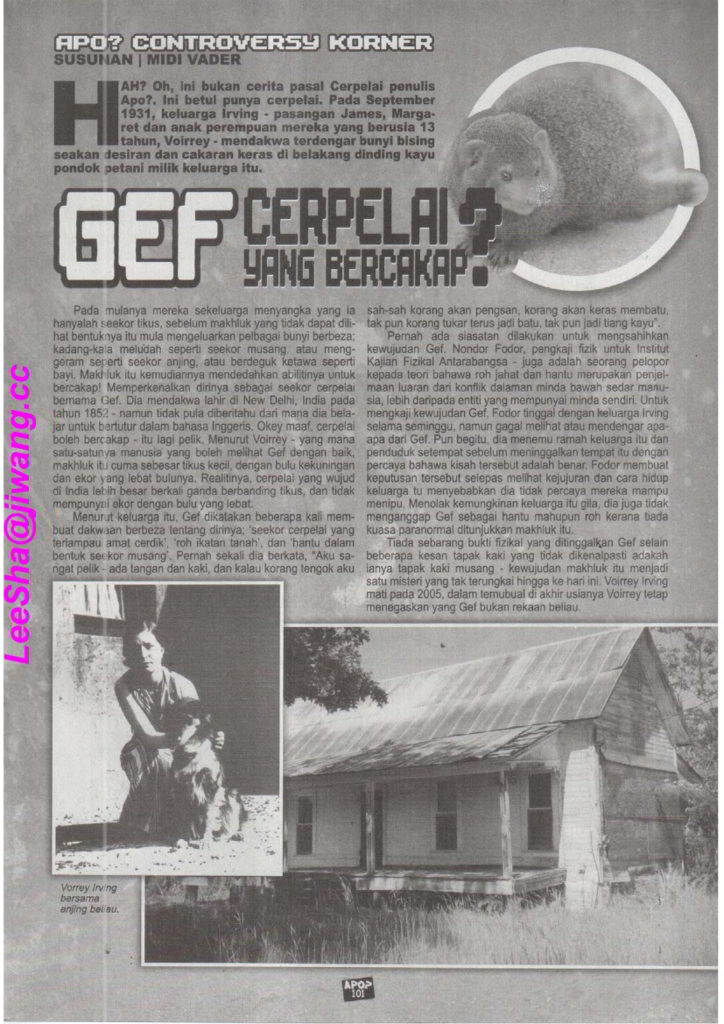 APO? CONTROVERSY KORNER
SUSUNAN | MIDI VADER
HAH? Oh, ini bukan cerita pasal Cerpelai penulis
Apo?. Ini betul punya cerpelai. Pada September
1931, keluarga Irving - pasangan James, Marga-
ret dan anak perempuan mereka yang berusia 13
tahun, Voirrey - mendakwa terdengar bunyi bising
seakan desiran dan cakaran keras di belakang dinding kayu
pondok petani milik keluarga itu.
GEF CERPELAI
YANG BERCAKAP?
Pada mulanya mereka sekeluarga menyangka yang ia
hanyalah seekor tikus, sebelum makhluk yang tidak dapat dili-
hat bentuknya itu mula mengeluarkan pelbagai bunyi berbeza;
kadang-kala meludah seperti seekor musang, atau meng-
geram seperti seekor anjing, atau berdeguk ketawa seperti
bayi. Makhluk itu kemudiannya mendedahkan abilitinya untuk
bercakap! Memperkenalkan dirinya sebagai seekor cerpelai
bernama Gef. Dia mendakwa lahir di New Delhi, India pada
tahun 1852 - namun tidak pula diberitahu dari mana dia bela-
jar untuk bertutur dalam bahasa Inggeris. Okey maaf, cerpelai
boleh bercakap - itu lagi pelik. Menurut Voirrey - yang mana
satu-satunya manusia yang boleh melihat Gef dengan baik,
makhluk itu cuma sebesar tikus kecil, dengan bulu kekuningan
dan ekor yang lebat bulunya. Realitinya, cerpelai yang wujud
di India lebih besar berkali ganda berbanding tikus, dan tidak
mempunyai ekor dengan bulu yang lebat.
Menurut keluarga itu, Gef dikatakan beberapa kali mem-
buat dakwaan berbeza tentang dirinya; 'seekor cerpelai yang
terlampau amat cerdik', 'roh ikatan tanah', dan 'hantu dalam
bentuk seekor musang'. Pernah sekali dia berkata, "Aku sa-
ngat pelik - ada tangan dan kaki, dan kalau korang tengok aku
sah-sah korang akan pengsan, korang akan keras membatu,
tak pun korang tukar terus jadi batu, tak pun jadi tiang kayu".
Pernah ada siasatan dilakukan untuk mengsahihkan
kewujudan Gef. Nondor Fodor, pengkaji fizik untuk Institut
Kajian Fizikal Antarabangsa - juga adalah seorang pelopor
kepada teori bahawa roh jahat dan hantu merupakan penjel-
maan luaran dari konflik dalaman minda bawah sedar manu-
sia, lebih daripada entiti yang mempunyai minda sendiri. Untuk
mengkaji kewujudan Gef, Fodor tinggal dengan keluarga Irving
selama seminggu, namun gagal melihat atau mendengar apa-
apa dari Gef. Pun begitu, dia menemu ramah keluarga itu dan
penduduk setempat sebelum meninggalkan tempat itu dengan
percaya bahawa kisah tersebut adalah benar. Fodor membuat
keputusan tersebut selepas melihat kejujuran dan cara hidup
keluarga tu menyebabkan dia tidak percaya mereka mampu
menipu. Menolak kemungkinan keluarga itu gila, dia juga tidak
menganggap Gef sebagai hantu mahupun roh kerana tiada
kuasa paranormal ditunjukkan makhluk itu.
Tiada sebarang bukti fizikal yang ditinggalkan Gef selain
beberapa kesan tapak kaki yang tidak dikenalpasti adakah
ianya tapak kaki musang - kewujudan makhluk itu menjadi
satu misteri yang tak terungkai hingga ke hari ini. Voirrey Irving
mati pada 2005, dalam temubual di akhir usianya Voirrey tetap
menegaskan yang Gef bukan rekaan beliau.
Vorrey Irving
bersama
anjing beliau.
APO?
101
LeeSha@jiwang.cc